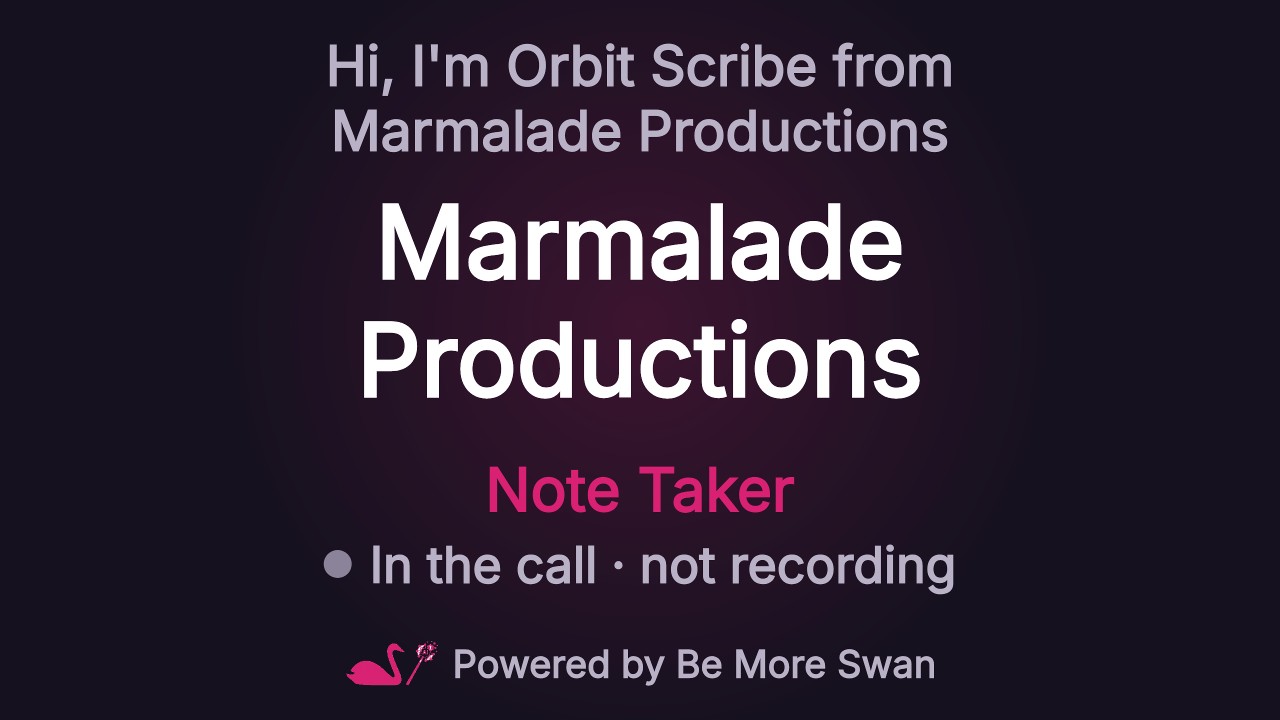 Hi, I'm Orbit Scribe from
Marmalade Productions
Marmalade
Productions
Note Taker
In the call · not recording
Powered by Be More Swan